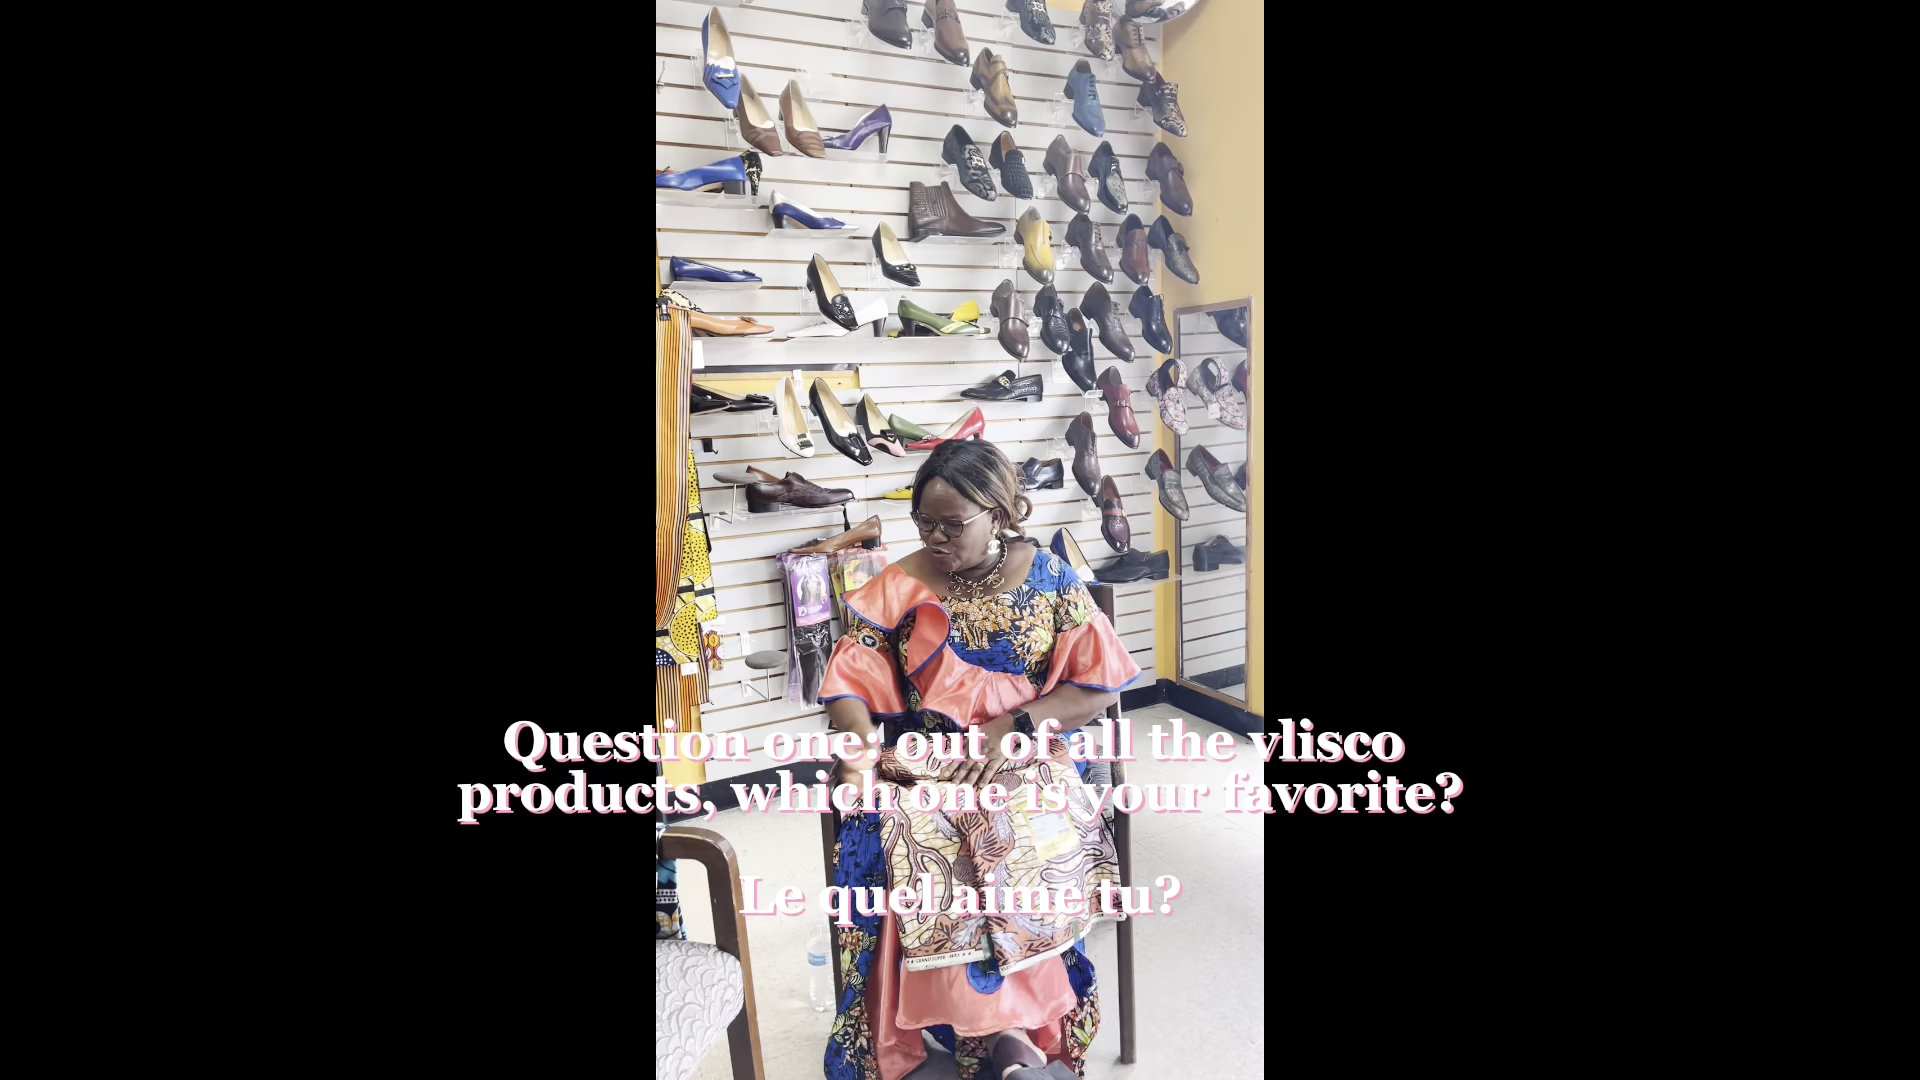 Question one: out of all the vlisco
products, which one is your favorite?
Le quel aime tu?